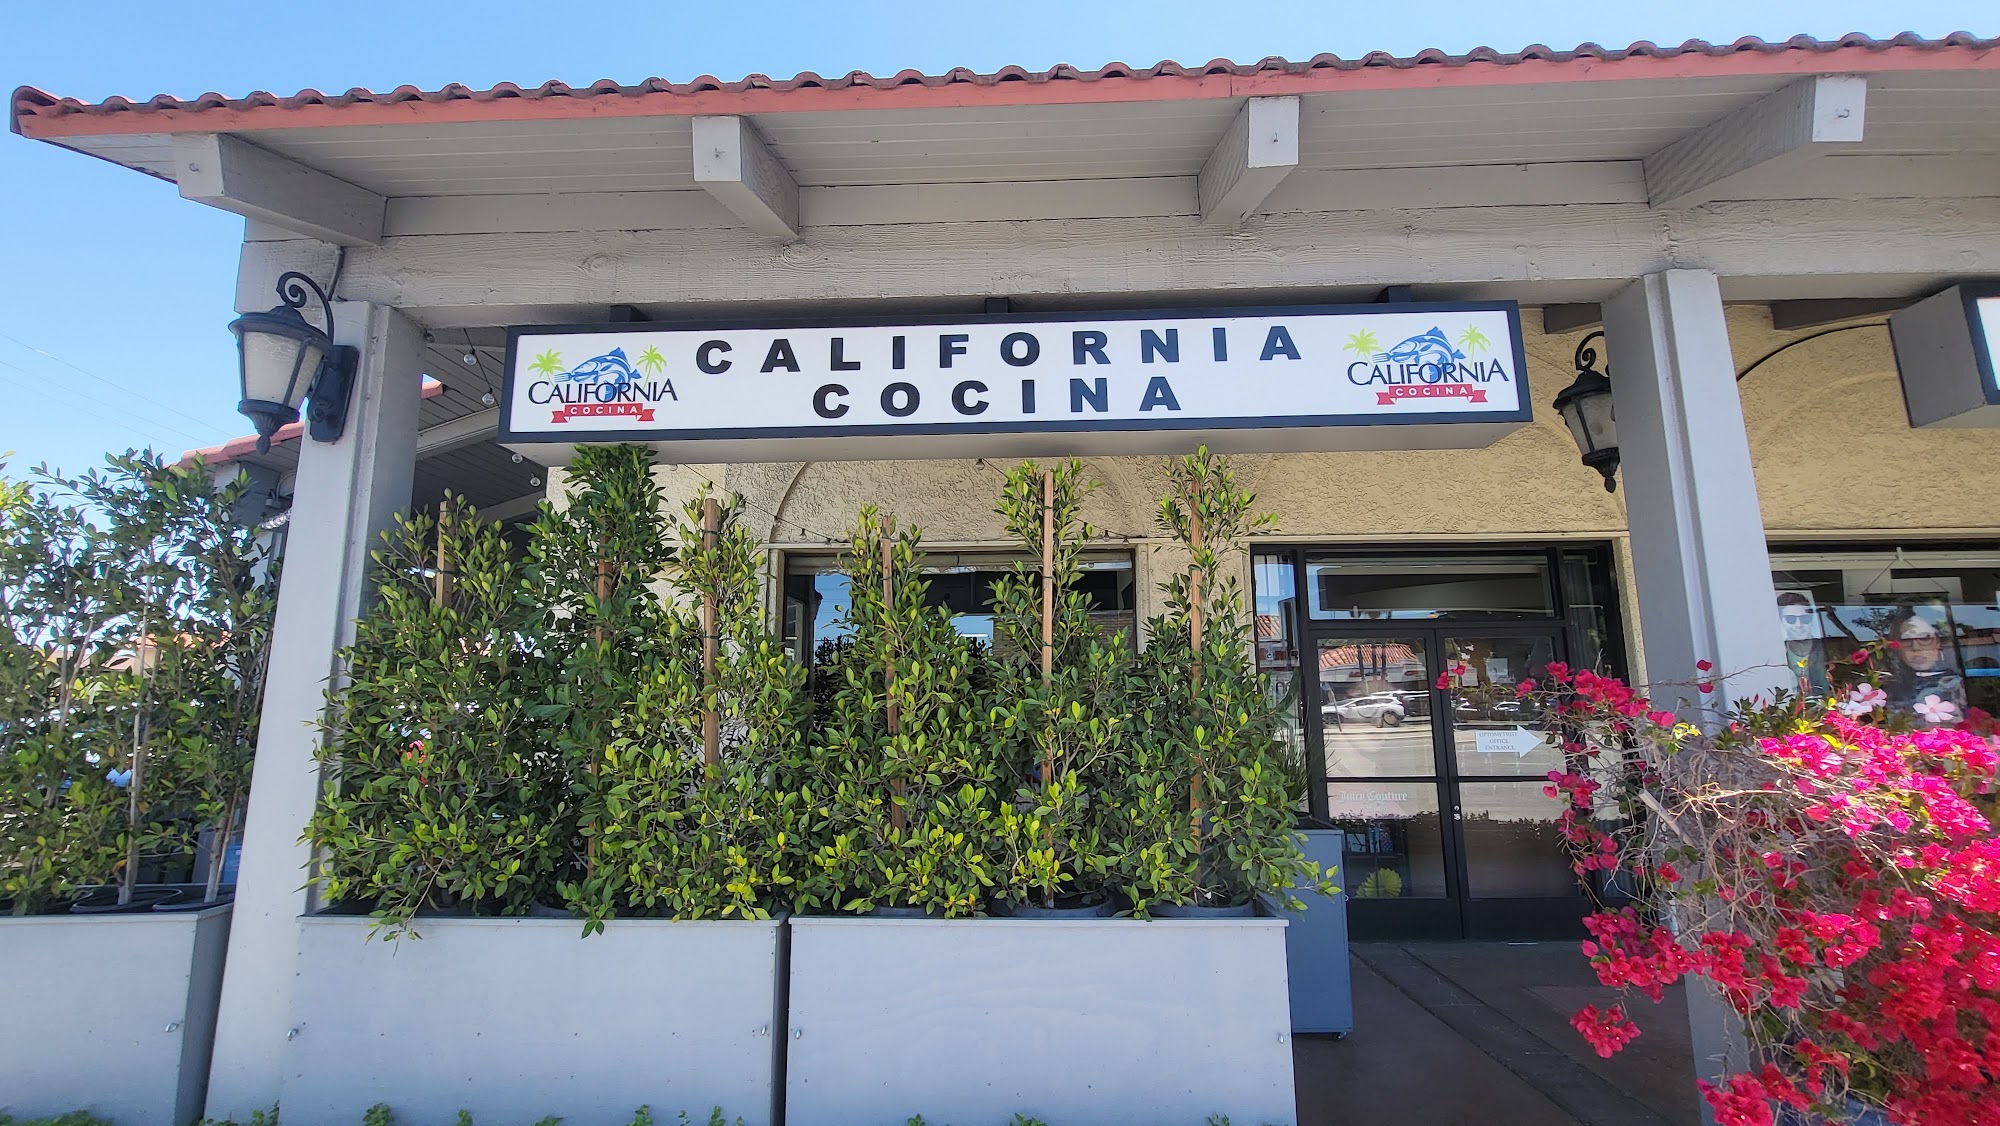 CALIFORNIA
COCINA
CALIFORNIA
COCINA
CALIFORNIA
COCINA
OPTOMETRIST
OFFICE
ENTRANCE
Juicy Couture